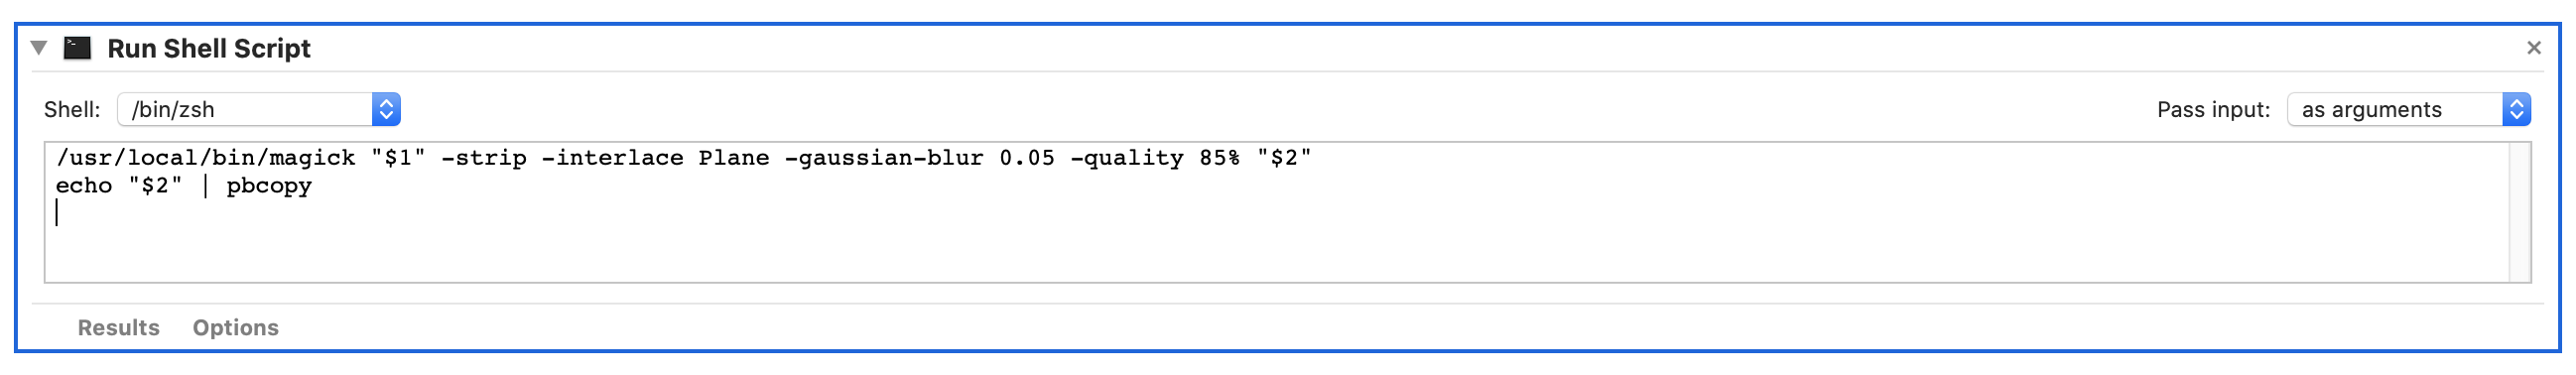 Run Shell Script
Shell: /bin/zsh Pass input: as arguments
/usr/local/bin/magick "$1" -strip -interlace Plane -gaussian-blur 0.05 -quality 85% "$2"
echo "$2" | pbcopy
Results Options